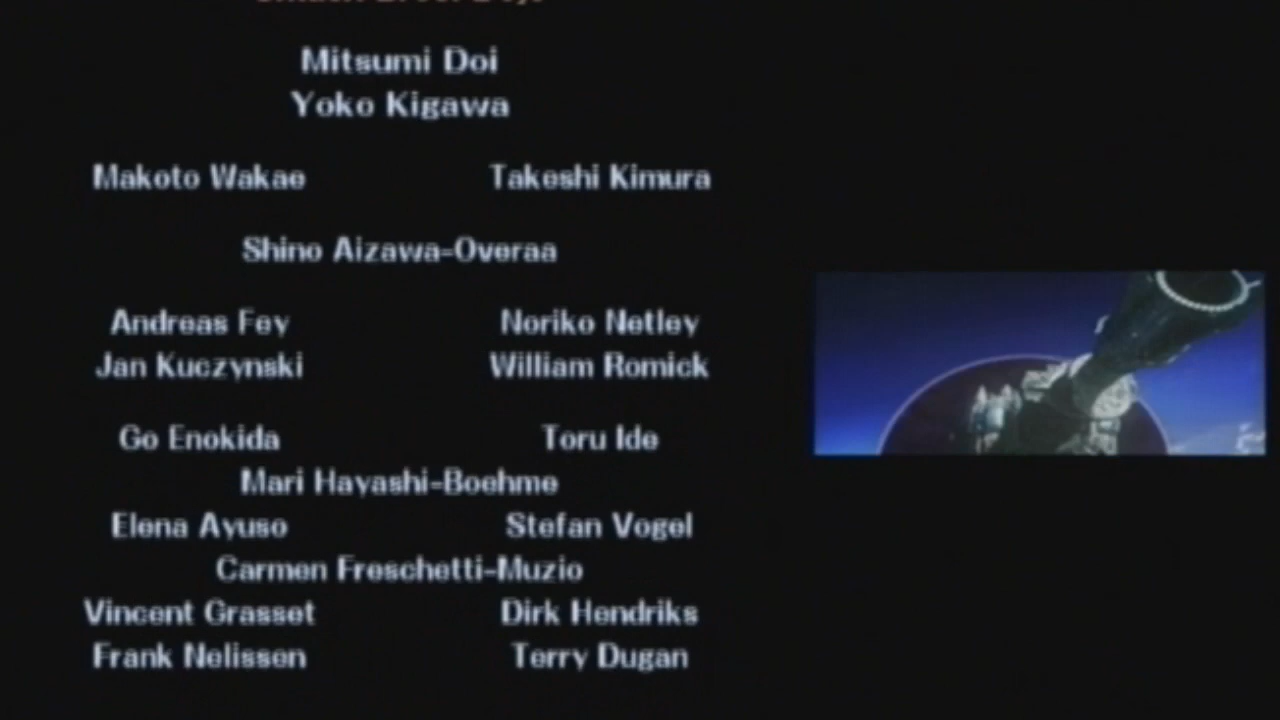 Mitsumi Doi
Yoko Kigawa
Makoto Wakae Takeshi Kimura
Shino Aizawa-Overaa
Andreas Fey Noriko Netley
Jan Kuczynski William Romick
Go Enokida Toru Ide
Mari Hayashi-Boehme
Elena Ayuso Stefan Vogel
Carmen Freschetti-Muzio
Vincent Grasset Dirk Hendriks
Frank Nelissen Terry Dugan